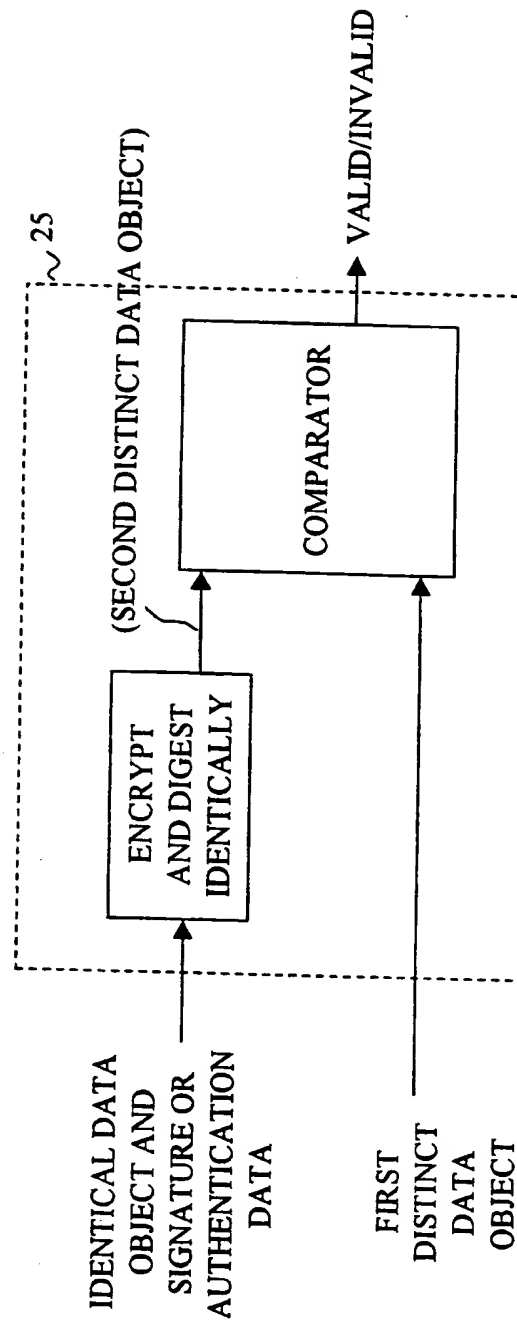 25
(SECOND DISTINCT DATA OBJECT)
IDENTICAL DATA
OBJECT AND
SIGNATURE OR
AUTHENTICATION
DATA
ENCRYPT
AND DIGEST
IDENTICALLY
COMPARATOR
VALID/INVALID
FIRST
DISTINCT
DATA
OBJECT